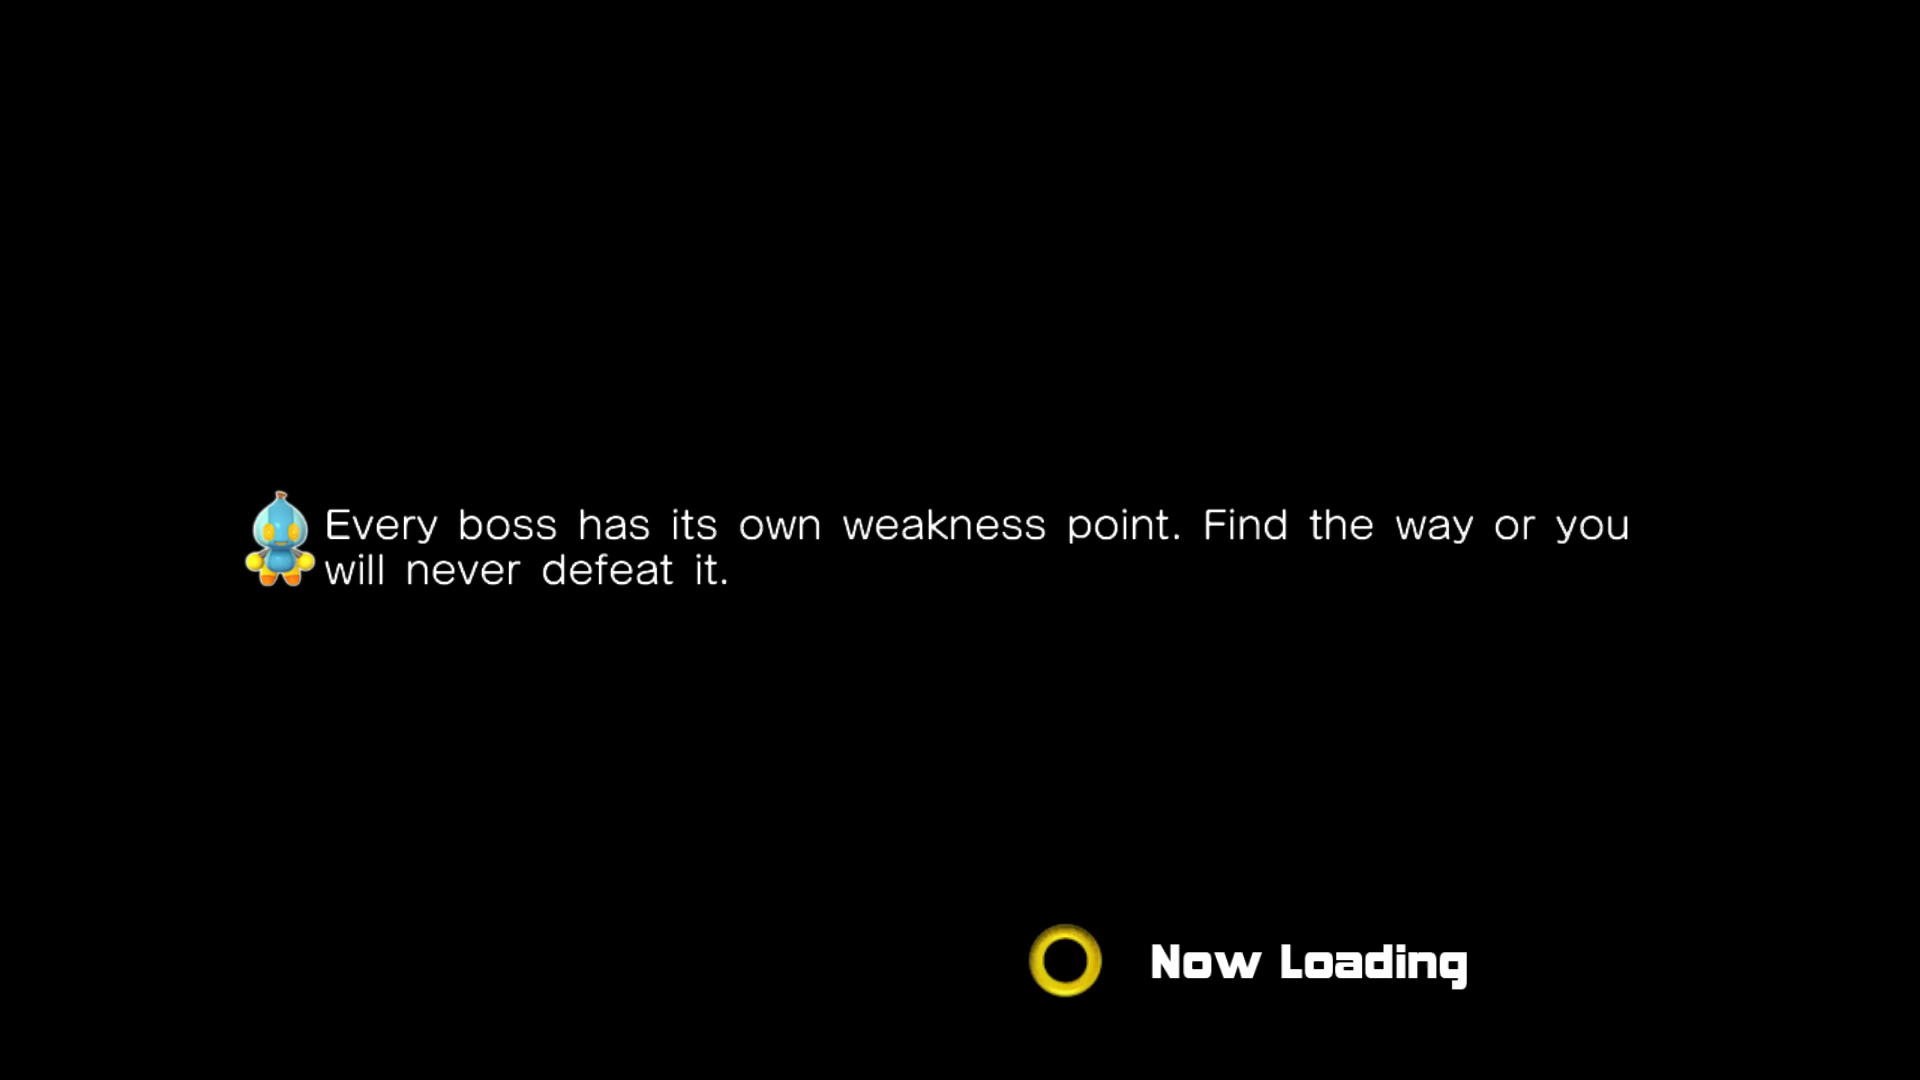 Every boss has its own weakness point. Find the way or you
will never defeat it.
Now Loading